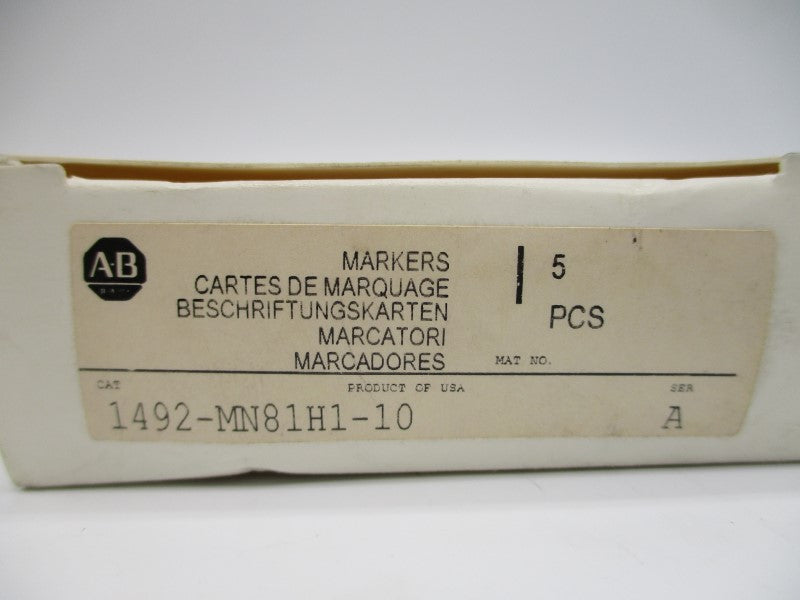 A-B
MARKERS
CARTES DE MARQUAGE
BESCHRIFTUNGSKARTEN
MARCATORI
MARCADORES
5
PCS
MAT NO.
CAT
PRODUCT OF USA
SER
1492-MN81H1-10
A